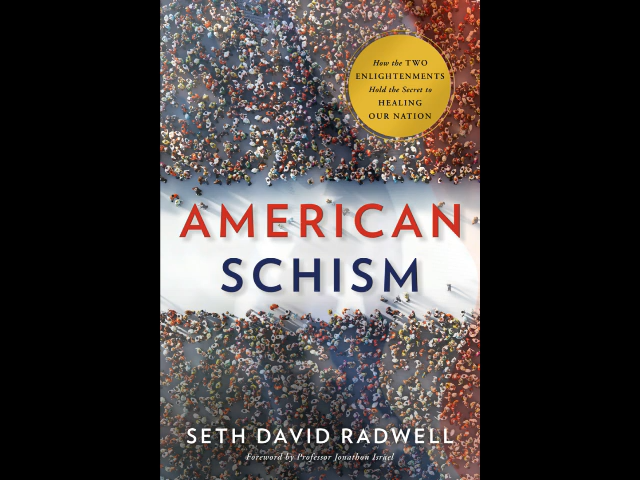 How the TWO
ENLIGHTENMENTS
Hold the Secret to
HEALING
OUR NATION
AMERICAN
SCHISM
SETH DAVID RADWELL
Foreword by Professor Jonathon Israel